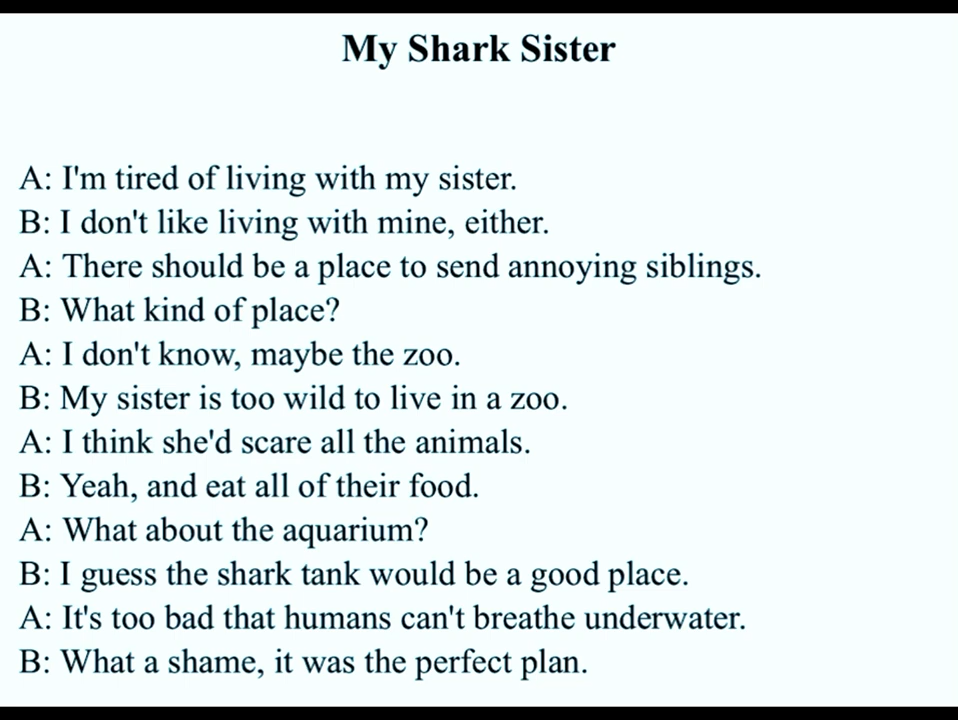 My Shark Sister
A: I'm tired of living with my sister.
B: I don't like living with mine, either.
A: There should be a place to send annoying siblings.
B: What kind of place?
A: I don't know, maybe the zoo.
B: My sister is too wild to live in a zoo.
A: I think she'd scare all the animals.
B: Yeah, and eat all of their food.
A: What about the aquarium?
B: I guess the shark tank would be a good place.
A: It's too bad that humans can't breathe underwater.
B: What a shame, it was the perfect plan.